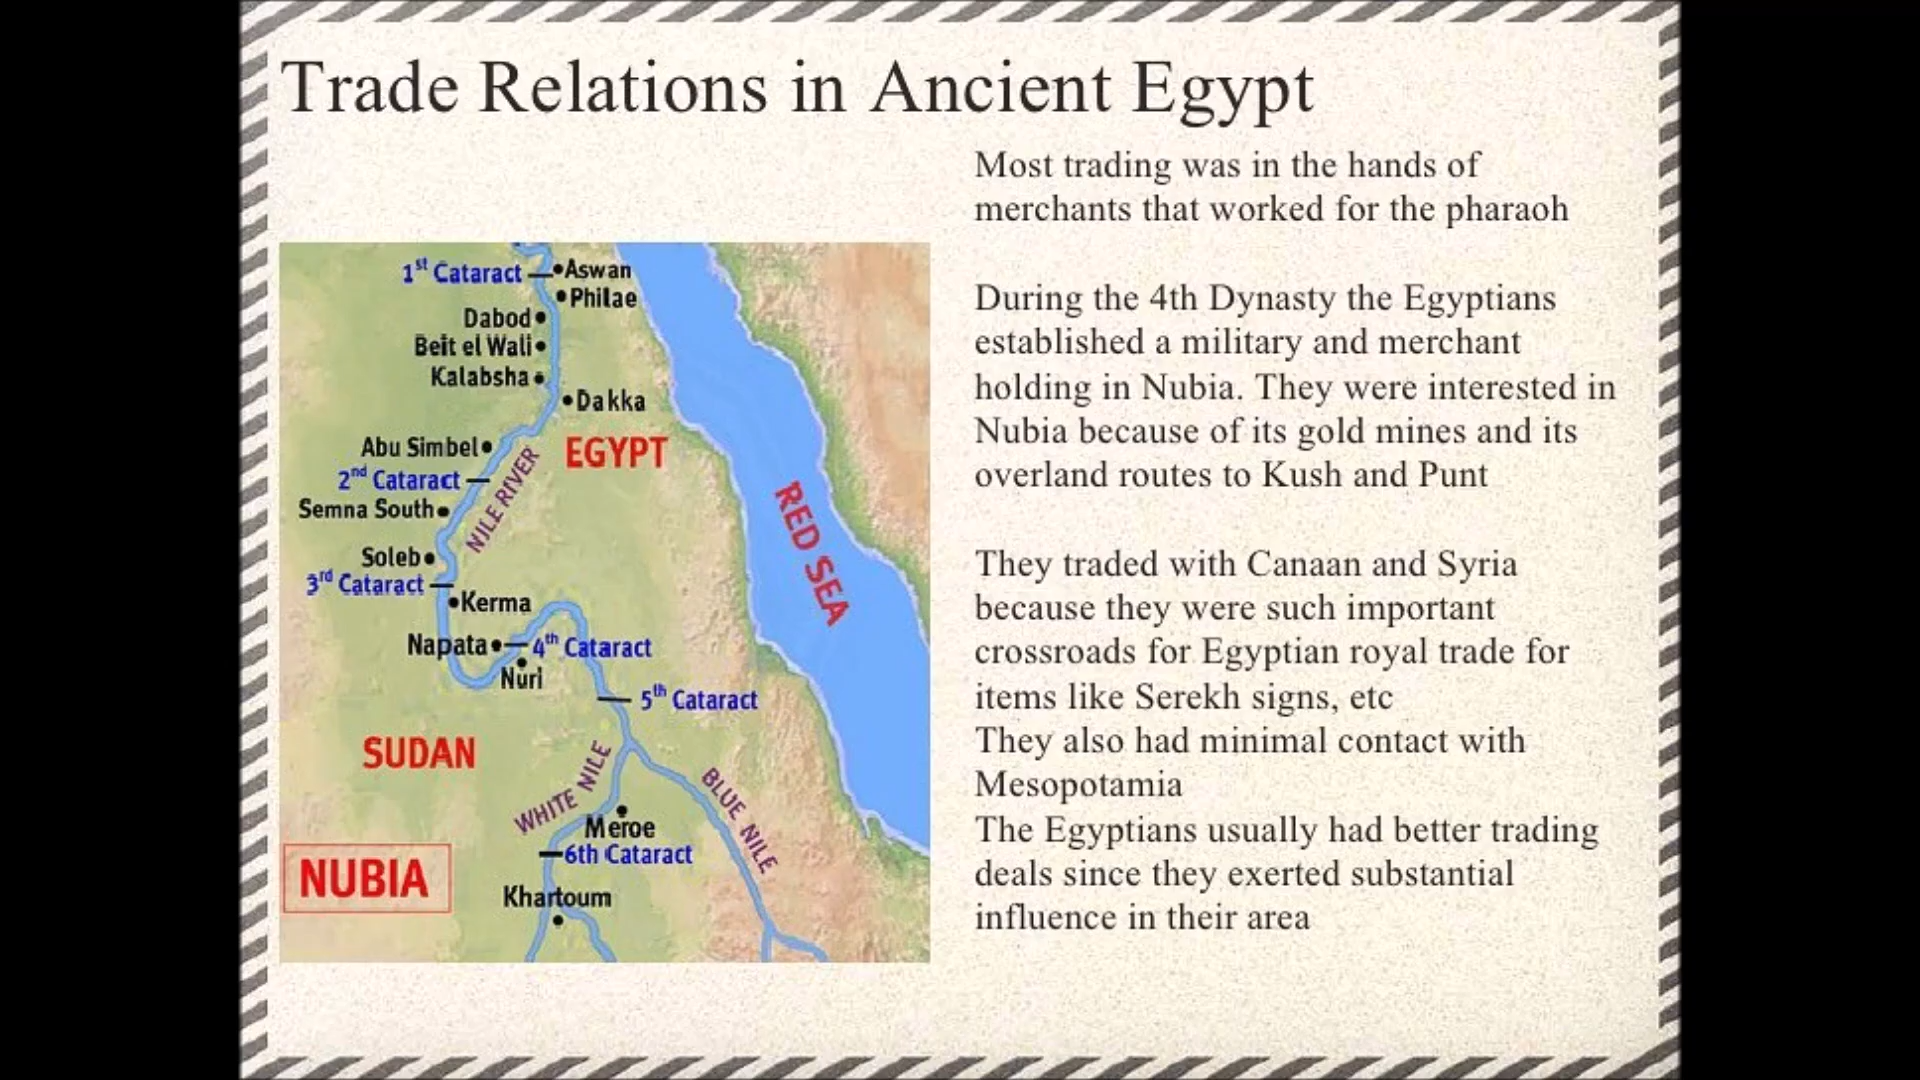 Trade Relations in Ancient Egypt
Most trading was in the hands of
merchants that worked for the pharaoh
During the 4th Dynasty the Egyptians
established a military and merchant
holding in Nubia. They were interested in
Nubia because of its gold mines and its
overland routes to Kush and Punt
They traded with Canaan and Syria
because they were such important
crossroads for Egyptian royal trade for
items like Serekh signs, etc
They also had minimal contact with
Mesopotamia
The Egyptians usually had better trading
deals since they exerted substantial
influence in their area
1st Cataract
Aswan
Philae
Dabod
Beit el Wali
Kalabsha
Dakka
Abu Simbel
EGYPT
2nd Cataract
NILE RIVER
Semna South
RED SEA
Soleb
3rd Cataract
Kerma
Napata
4th Cataract
Nuri
5th Cataract
SUDAN
WHITE NILE
BLUE NILE
Meroe
6th Cataract
NUBIA
Khartoum